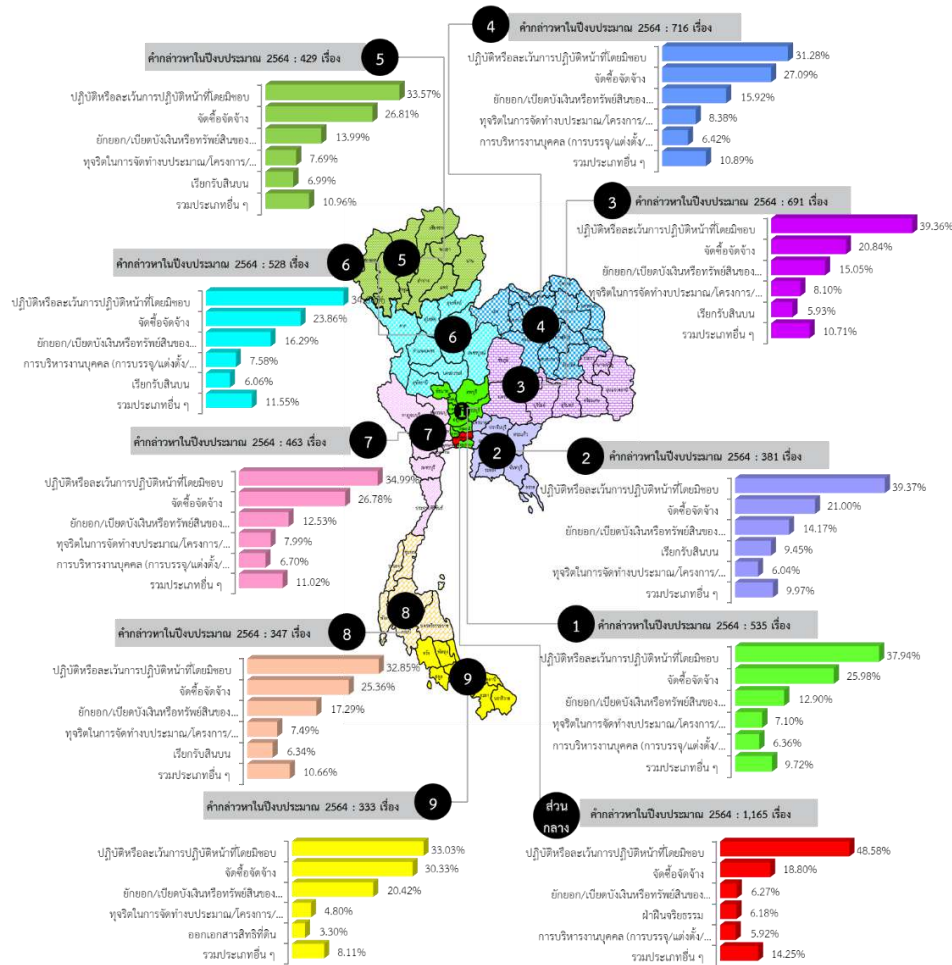 4
คำกล่าวหาในปีงบประมาณ 2564 : 716 เรื่อง
ปฏิบัติหรือละเว้นการปฏิบัติหน้าที่โดยมิชอบ 31.28%
จัดซื้อจัดจ้าง 27.09%
ยักยอก/เบียดบังเงินหรือทรัพย์สินของ... 15.92%
ทุจริตในการจัดทำงบประมาณ/โครงการ/... 8.38%
การบริหารงานบุคคล (การบรรจุ/แต่งตั้ง/... 6.42%
รวมประเภทอื่น ๆ 10.89%
คำกล่าวหาในปีงบประมาณ 2564 : 429 เรื่อง
5
ปฏิบัติหรือละเว้นการปฏิบัติหน้าที่โดยมิชอบ 33.57%
จัดซื้อจัดจ้าง 26.81%
ยักยอก/เบียดบังเงินหรือทรัพย์สินของ... 13.99%
ทุจริตในการจัดทำงบประมาณ/โครงการ/... 7.69%
เรียกรับสินบน 6.99%
รวมประเภทอื่น ๆ 10.96%
3
คำกล่าวหาในปีงบประมาณ 2564 : 691 เรื่อง
ปฏิบัติหรือละเว้นการปฏิบัติหน้าที่โดยมิชอบ 39.36%
จัดซื้อจัดจ้าง 20.84%
ยักยอก/เบียดบังเงินหรือทรัพย์สินของ... 15.05%
ทุจริตในการจัดทำงบประมาณ/โครงการ/... 8.10%
เรียกรับสินบน 5.93%
รวมประเภทอื่น ๆ 10.71%
คำกล่าวหาในปีงบประมาณ 2564 : 528 เรื่อง
6
ปฏิบัติหรือละเว้นการปฏิบัติหน้าที่โดยมิชอบ
จัดซื้อจัดจ้าง 23.86%
ยักยอก/เบียดบังเงินหรือทรัพย์สินของ... 16.29%
การบริหารงานบุคคล (การบรรจุ/แต่งตั้ง/... 7.58%
เรียกรับสินบน 6.06%
รวมประเภทอื่น ๆ 11.55%
5
4
6
3
1
7
2
8
9
คำกล่าวหาในปีงบประมาณ 2564 : 463 เรื่อง
7
ปฏิบัติหรือละเว้นการปฏิบัติหน้าที่โดยมิชอบ 34.99%
จัดซื้อจัดจ้าง 26.78%
ยักยอก/เบียดบังเงินหรือทรัพย์สินของ... 12.53%
ทุจริตในการจัดทำงบประมาณ/โครงการ/... 7.99%
การบริหารงานบุคคล (การบรรจุ/แต่งตั้ง/... 6.70%
รวมประเภทอื่น ๆ 11.02%
2
คำกล่าวหาในปีงบประมาณ 2564 : 381 เรื่อง
ปฏิบัติหรือละเว้นการปฏิบัติหน้าที่โดยมิชอบ 39.37%
จัดซื้อจัดจ้าง 21.00%
ยักยอก/เบียดบังเงินหรือทรัพย์สินของ... 14.17%
เรียกรับสินบน 9.45%
ทุจริตในการจัดทำงบประมาณ/โครงการ/... 6.04%
รวมประเภทอื่น ๆ 9.97%
คำกล่าวหาในปีงบประมาณ 2564 : 347 เรื่อง
8
ปฏิบัติหรือละเว้นการปฏิบัติหน้าที่โดยมิชอบ 32.85%
จัดซื้อจัดจ้าง 25.36%
ยักยอก/เบียดบังเงินหรือทรัพย์สินของ... 17.29%
ทุจริตในการจัดทำงบประมาณ/โครงการ/... 7.49%
เรียกรับสินบน 6.34%
รวมประเภทอื่น ๆ 10.66%
1
คำกล่าวหาในปีงบประมาณ 2564 : 535 เรื่อง
ปฏิบัติหรือละเว้นการปฏิบัติหน้าที่โดยมิชอบ 37.94%
จัดซื้อจัดจ้าง 25.98%
ยักยอก/เบียดบังเงินหรือทรัพย์สินของ... 12.90%
ทุจริตในการจัดทำงบประมาณ/โครงการ/... 7.10%
การบริหารงานบุคคล (การบรรจุ/แต่งตั้ง/... 6.36%
รวมประเภทอื่น ๆ 9.72%
คำกล่าวหาในปีงบประมาณ 2564 : 333 เรื่อง
9
ปฏิบัติหรือละเว้นการปฏิบัติหน้าที่โดยมิชอบ 33.03%
จัดซื้อจัดจ้าง 30.33%
ยักยอก/เบียดบังเงินหรือทรัพย์สินของ... 20.42%
ทุจริตในการจัดทำงบประมาณ/โครงการ/... 4.80%
ออกเอกสารสิทธิที่ดิน 3.30%
รวมประเภทอื่น ๆ 8.11%
ส่วน
กลาง
คำกล่าวหาในปีงบประมาณ 2564 : 1,165 เรื่อง
ปฏิบัติหรือละเว้นการปฏิบัติหน้าที่โดยมิชอบ 48.58%
จัดซื้อจัดจ้าง 18.80%
ยักยอก/เบียดบังเงินหรือทรัพย์สินของ... 6.27%
ฝ่าฝืนจริยธรรม 6.18%
การบริหารงานบุคคล (การบรรจุ/แต่งตั้ง/... 5.92%
รวมประเภทอื่น ๆ 14.25%